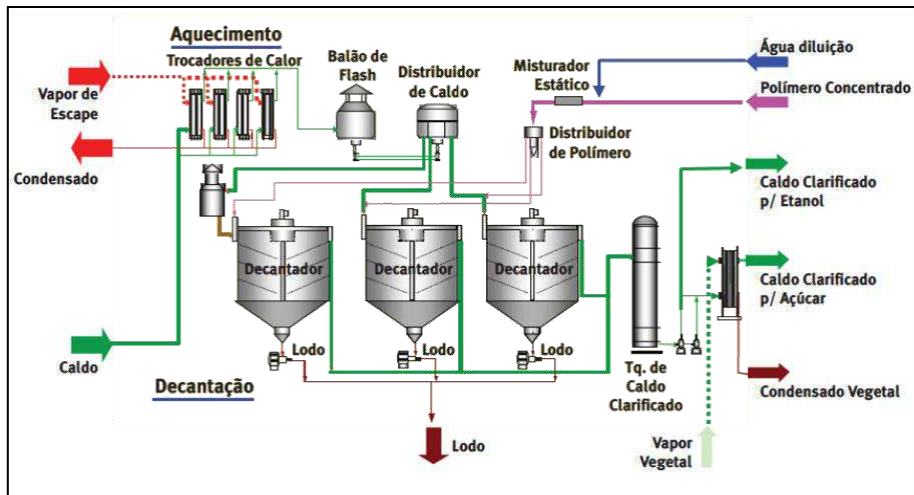 Aquecimento
Trocadores de Calor
Vapor de
Escape
Condensado
Balão de
Flash
Distribuidor
de Caldo
Misturador
Estático
Água diluição
Polímero Concentrado
Distribuidor
de Polímero
Caldo Clarificado
p/ Etanol
Decantador
Decantador
Decantador
Caldo Clarificado
p/ Açúcar
Caldo
Lodo
Lodo
Lodo
Decantação
Tq. de
Caldo
Clarificado
Condensado Vegetal
Lodo
Vapor
Vegetal